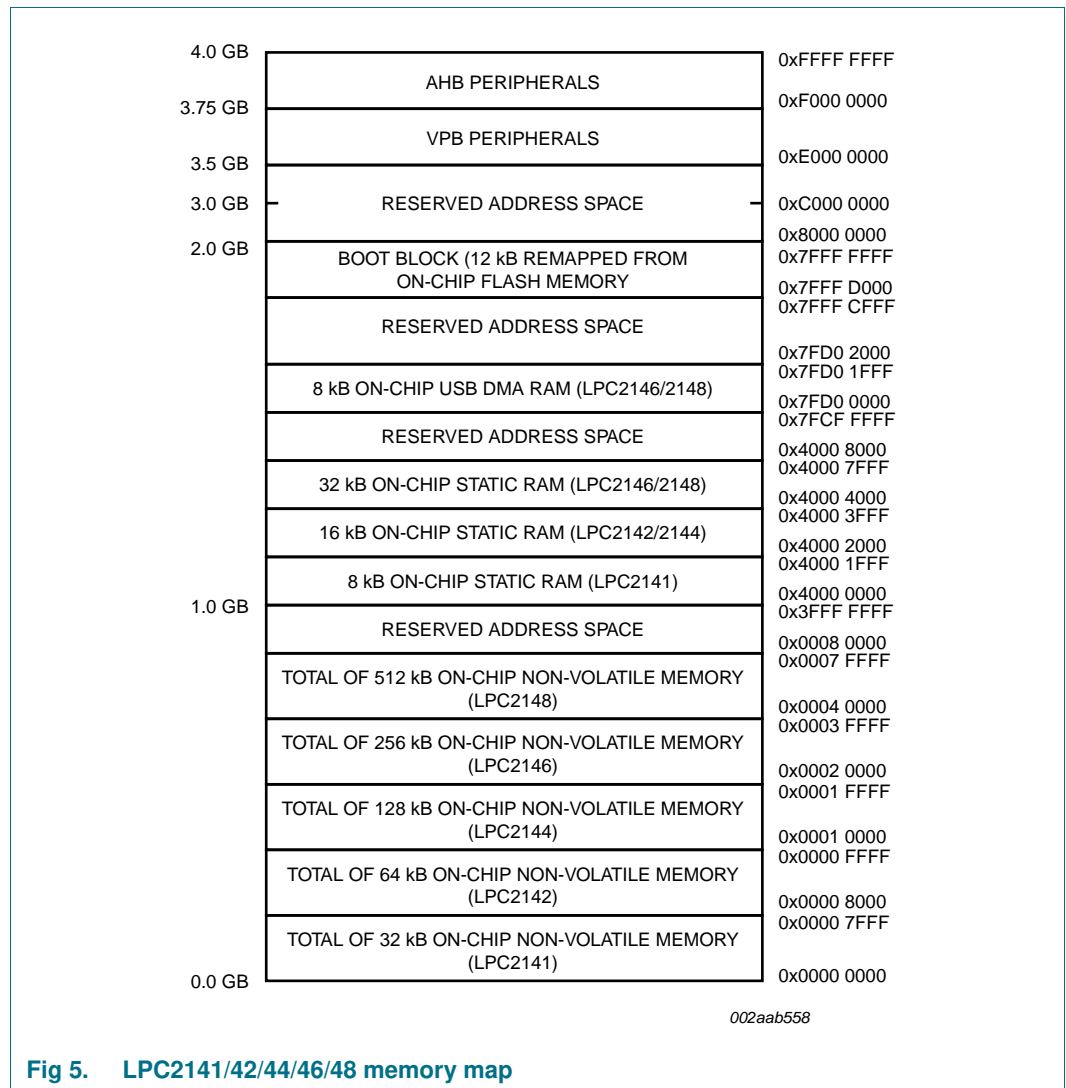 4.0 GB
0xFFFF FFFF
AHB PERIPHERALS
3.75 GB
0xF000 0000
VPB PERIPHERALS
3.5 GB
0xE000 0000
3.0 GB
RESERVED ADDRESS SPACE
0xC000 0000
0x8000 0000
2.0 GB
BOOT BLOCK (12 kB REMAPPED FROM
ON-CHIP FLASH MEMORY
0x7FFF FFFF
0x7FFF D000
0x7FFF CFFF
RESERVED ADDRESS SPACE
0x7FD0 2000
0x7FD0 1FFF
8 kB ON-CHIP USB DMA RAM (LPC2146/2148)
0x7FD0 0000
0x7FCF FFFF
RESERVED ADDRESS SPACE
0x4000 8000
0x4000 7FFF
32 kB ON-CHIP STATIC RAM (LPC2146/2148)
0x4000 4000
0x4000 3FFF
16 kB ON-CHIP STATIC RAM (LPC2142/2144)
0x4000 2000
0x4000 1FFF
8 kB ON-CHIP STATIC RAM (LPC2141)
0x4000 0000
1.0 GB
0x3FFF FFFF
RESERVED ADDRESS SPACE
0x0008 0000
0x0007 FFFF
TOTAL OF 512 kB ON-CHIP NON-VOLATILE MEMORY
(LPC2148)
0x0004 0000
0x0003 FFFF
TOTAL OF 256 kB ON-CHIP NON-VOLATILE MEMORY
(LPC2146)
0x0002 0000
0x0001 FFFF
TOTAL OF 128 kB ON-CHIP NON-VOLATILE MEMORY
(LPC2144)
0x0001 0000
0x0000 FFFF
TOTAL OF 64 kB ON-CHIP NON-VOLATILE MEMORY
(LPC2142)
0x0000 8000
0x0000 7FFF
TOTAL OF 32 kB ON-CHIP NON-VOLATILE MEMORY
(LPC2141)
0.0 GB
0x0000 0000
002aab558
Fig 5. LPC2141/42/44/46/48 memory map